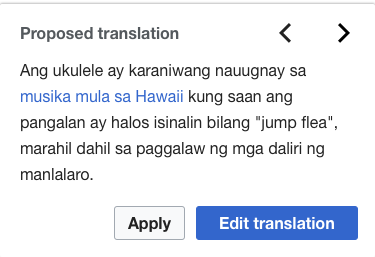 Proposed translation
Ang ukulele ay karaniwang nauugnay sa
musika mula sa Hawaii kung saan ang
pangalan ay halos isinalin bilang "jump flea",
marahil dahil sa paggalaw ng mga daliri ng
manlalaro.
Apply
Edit translation